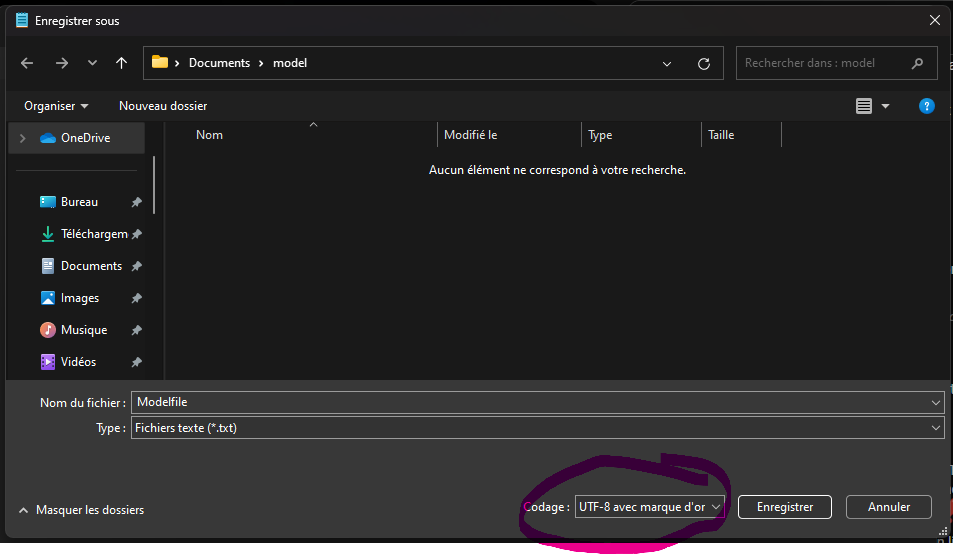 Enregistrer sous
Documents > model
Rechercher dans : model
Organiser
Nouveau dossier
?
OneDrive
Nom
Modifié le
Type
Taille
Aucun élément ne correspond à votre recherche.
Bureau
Téléchargem
Documents
Images
Musique
Vidéos
Nom du fichier : Modelfile
Type : Fichiers texte (*.txt)
Masquer les dossiers
Codage : UTF-8 avec marque d'or
Enregistrer
Annuler